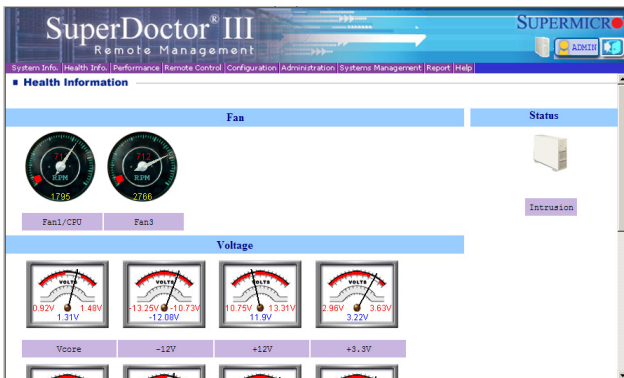 SuperDoctor® III
Remote Management
SUPERMICRO
ADMIN
System Info. |Health Info. |Performance |Remote Control |Configuration |Administration |Systems Management |Report |Help
Health Information
Fan
Status
RPM
1795
RPM
2766
Fan1/CPU
Fan3
Intrusion
Voltage
VOLTS
0.92V 1.48V
1.31V
VOLTS
-13.25V -10.73V
-12.08V
VOLTS
10.75V 13.31V
11.9V
VOLTS
2.96V 3.63V
3.22V
Vcore
-12V
+12V
+3.3V